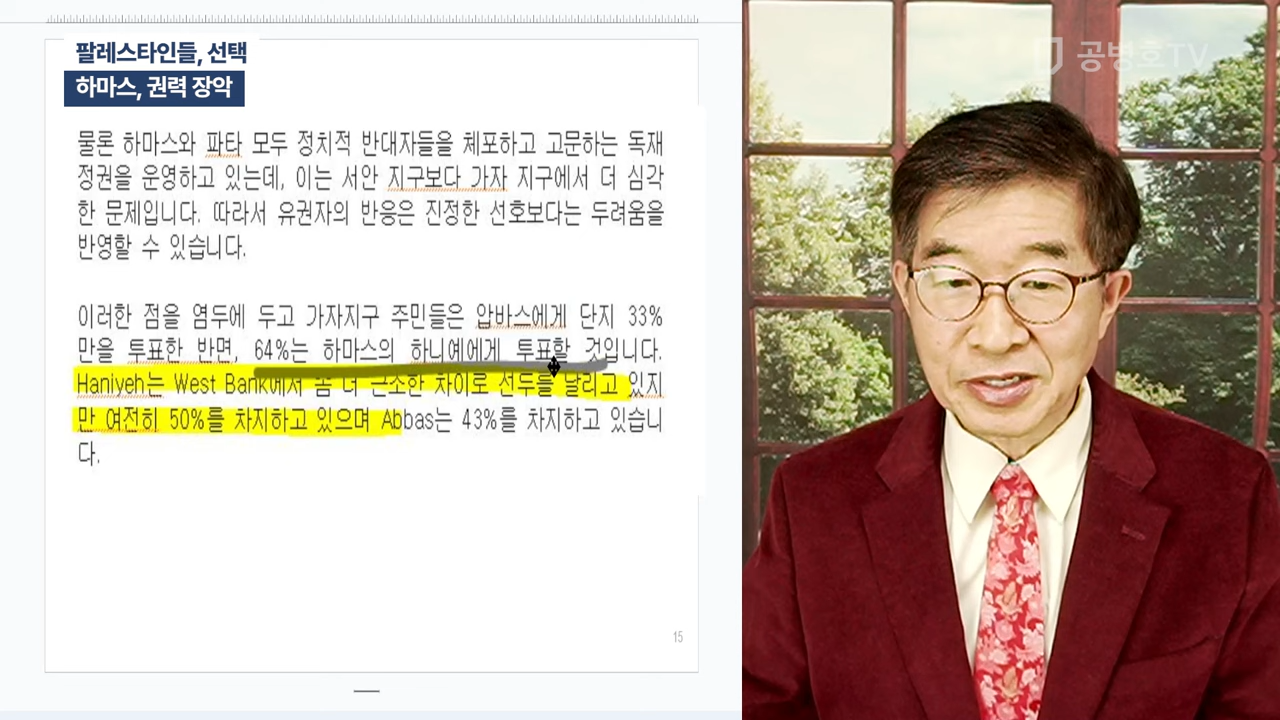 팔레스타인들, 선택
하마스, 권력 장악
공병호TV
물론 하마스와 파타 모두 정치적 반대자들을 체포하고 고문하는 독재
정권을 운영하고 있는데, 이는 서안 지구보다 가자 지구에서 더 심각
한 문제입니다. 따라서 유권자의 반응은 진정한 선호보다는 두려움을
반영할 수 있습니다.
이러한 점을 염두에 두고 가자지구 주민들은 압바스에게 단지 33%
만을 투표한 반면, 64%는 하마스의 하니예에게 투표할 것입니다.
Haniyeh는 West Bank에서 좀 더 근소한 차이로 선두를 달리고 있지
만 여전히 50%를 차지하고 있으며 Abbas는 43%를 차지하고 있습니
다.
15